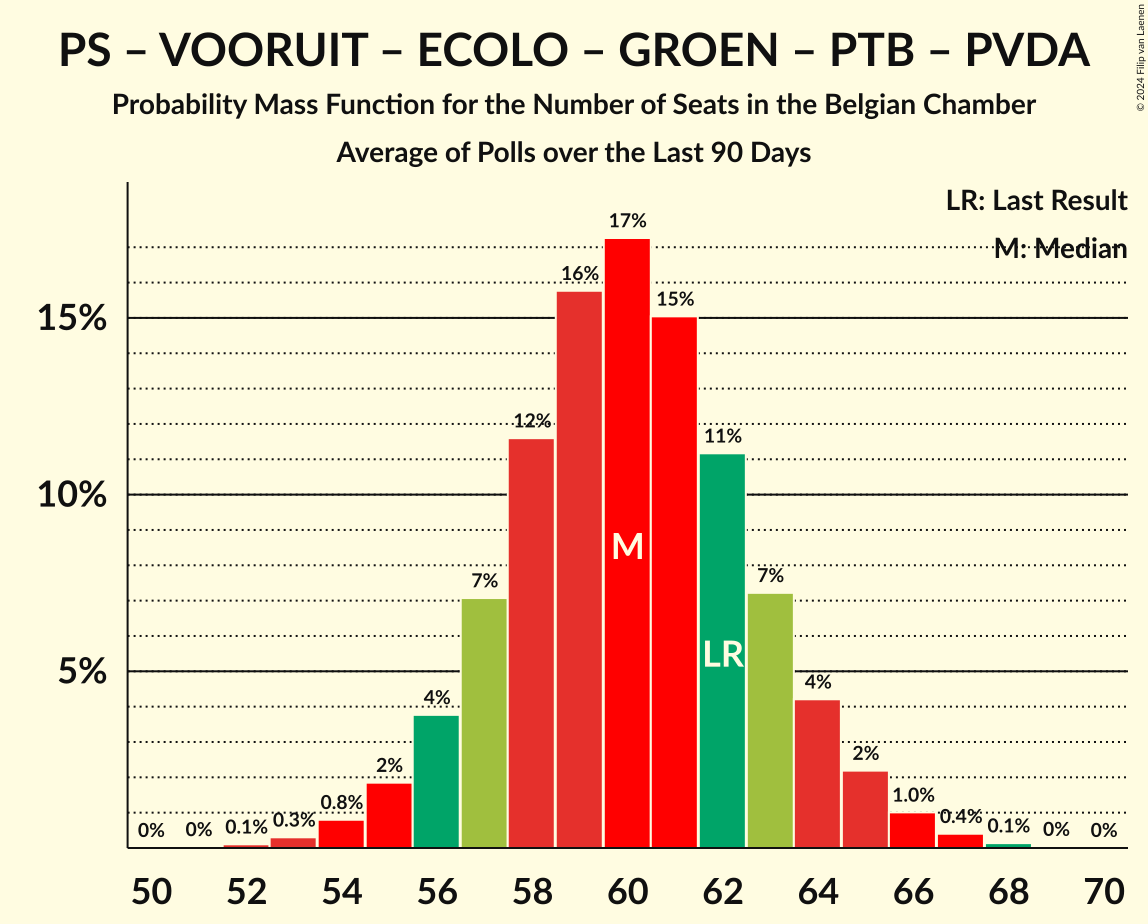 PS – VOORUIT – ECOLO – GROEN – PTB – PVDA
Probability Mass Function for the Number of Seats in the Belgian Chamber
Average of Polls over the Last 90 Days
© 2024 Filip van Laenen
LR: Last Result
M: Median
15%
10%
5%
0%
0%
0.1%
0.3%
0.8%
2%
4%
7%
12%
16%
17%
15%
11%
7%
4%
2%
1.0%
0.4%
0.1%
0%
0%
M
LR
50 52 54 56 58 60 62 64 66 68 70